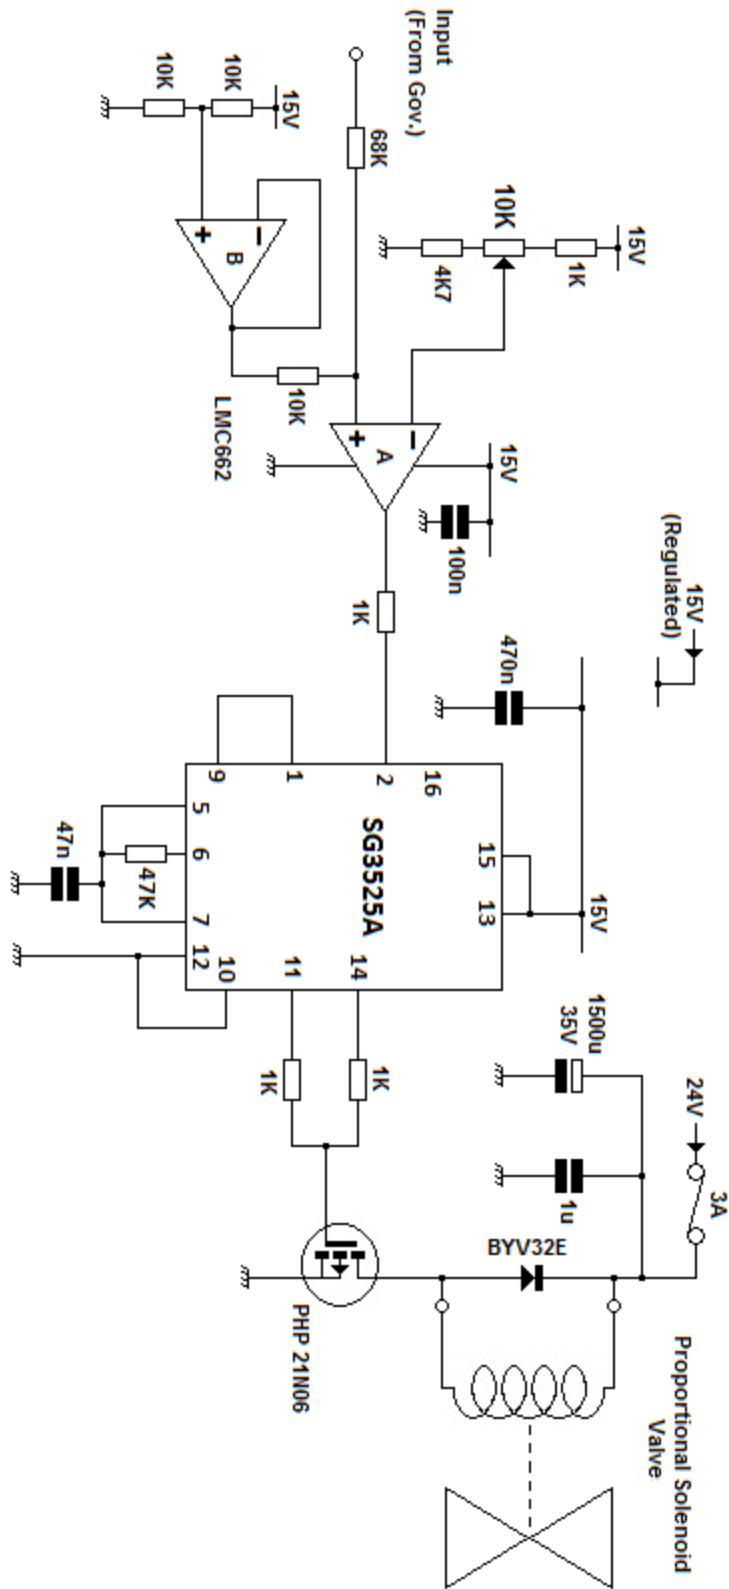 Input
(From Gov.)
68K
10K
10K
15V
+
−
B
10K
LMC662
15V
1K
10K
4K7
+
−
A
15V
100n
1K
15V
(Regulated)
470n
15V
SG3525A
16
2
1
9
15
13
5
6
7
12
10
11
14
47K
47n
1K
1K
1500u
35V
1u
24V
3A
BYV32E
PHP 21N06
Proportional Solenoid
Valve